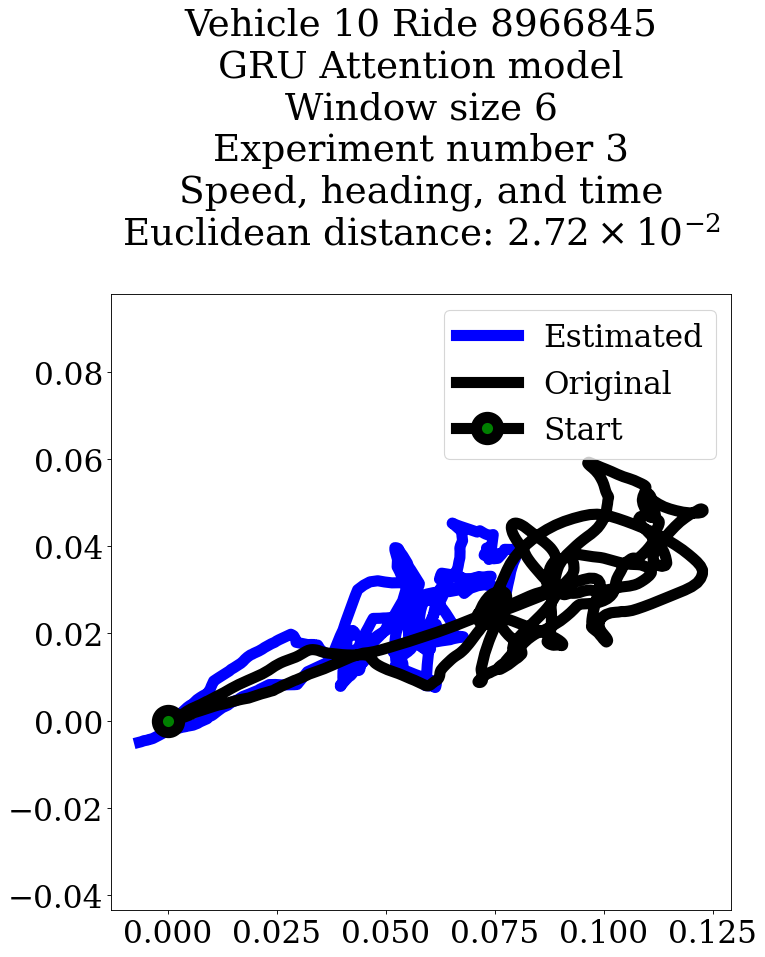 Vehicle 10 Ride 8966845
GRU Attention model
Window size 6
Experiment number 3
Speed, heading, and time
Euclidean distance: 2.72 × 10⁻²
Estimated
Original
Start
0.08
0.06
0.04
0.02
0.00
−0.02
−0.04
0.000 0.025 0.050 0.075 0.100 0.125